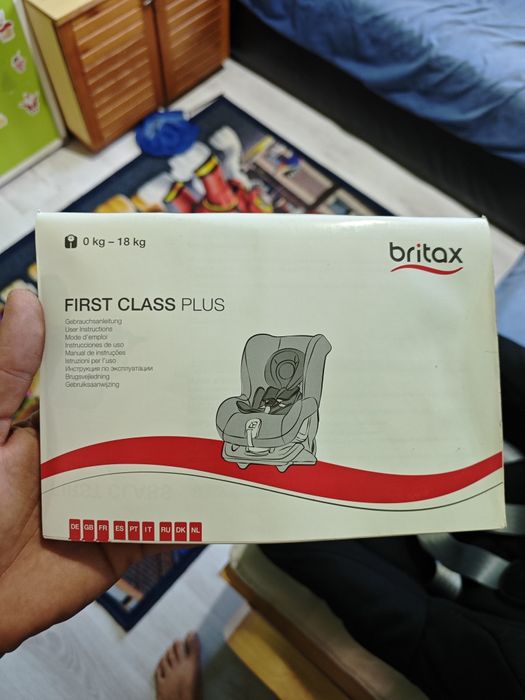 0 kg – 18 kg
britax
FIRST CLASS PLUS
Gebrauchsanleitung
User Instructions
Mode d'emploi
Instrucciones de uso
Manual de instruções
Istruzioni per l'uso
Инструкция по эксплуатации
Brugsvejledning
Gebruiksaanwijzing
DE GB FR ES PT IT RU DK NL